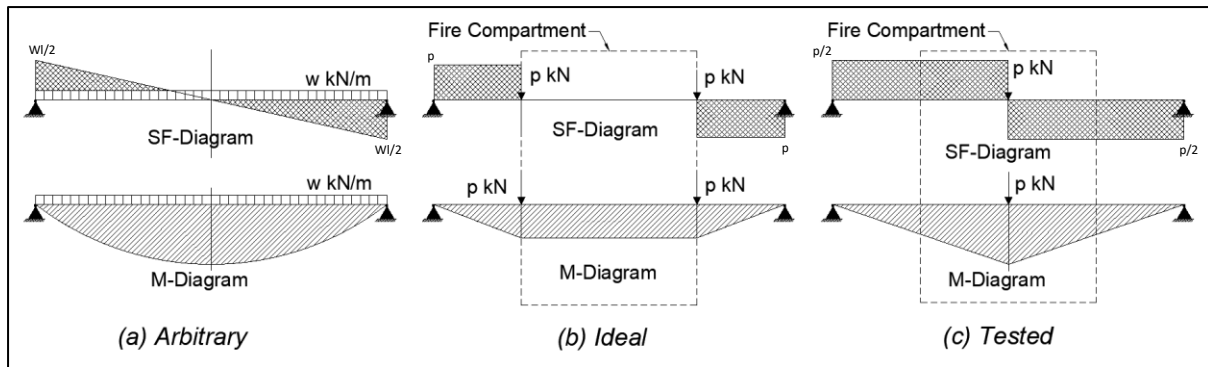 Fire Compartment
Fire Compartment
Wl/2
w kN/m
SF-Diagram
Wl/2
w kN/m
M-Diagram
(a) Arbitrary
p
p kN
p kN
SF-Diagram
p
p kN
p kN
M-Diagram
(b) Ideal
p/2
p kN
SF-Diagram
p/2
p kN
M-Diagram
(c) Tested